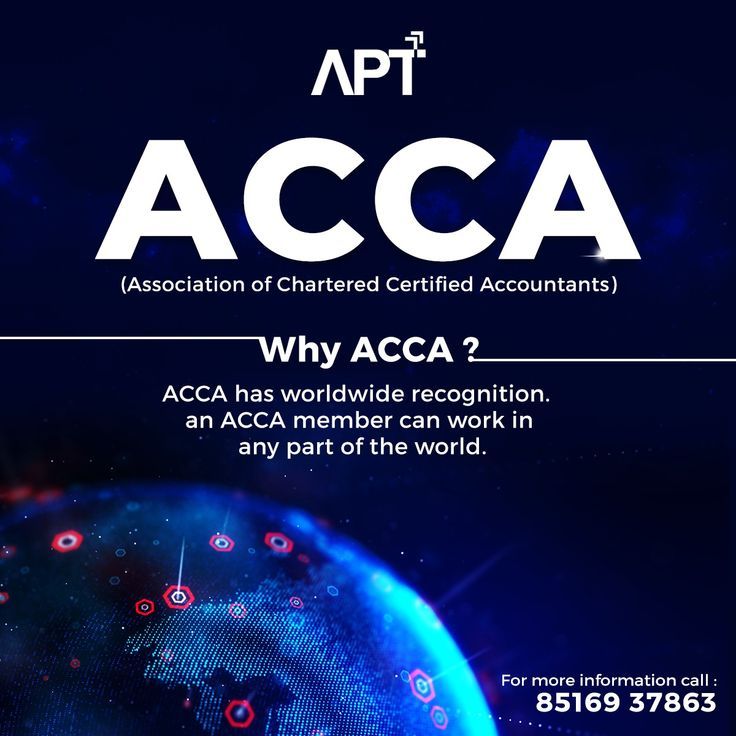 APT
ACCA
(Association of Chartered Certified Accountants)
Why ACCA ?
ACCA has worldwide recognition.
an ACCA member can work in
any part of the world.
For more information call :
85169 37863